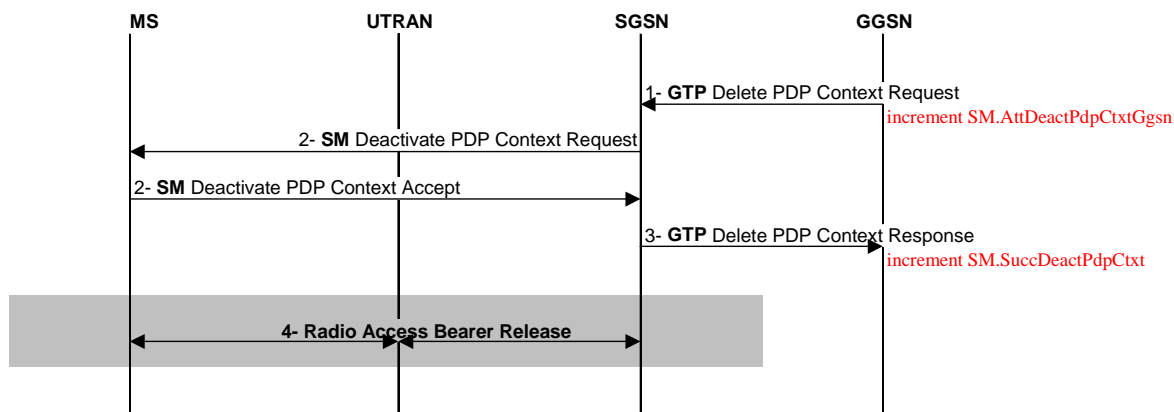 MS UTRAN SGSN GGSN
1- GTP Delete PDP Context Request
increment SM.AttDeactPdpCtxtGgsn
2- SM Deactivate PDP Context Request
2- SM Deactivate PDP Context Accept
3- GTP Delete PDP Context Response
increment SM.SuccDeactPdpCtxt
4- Radio Access Bearer Release